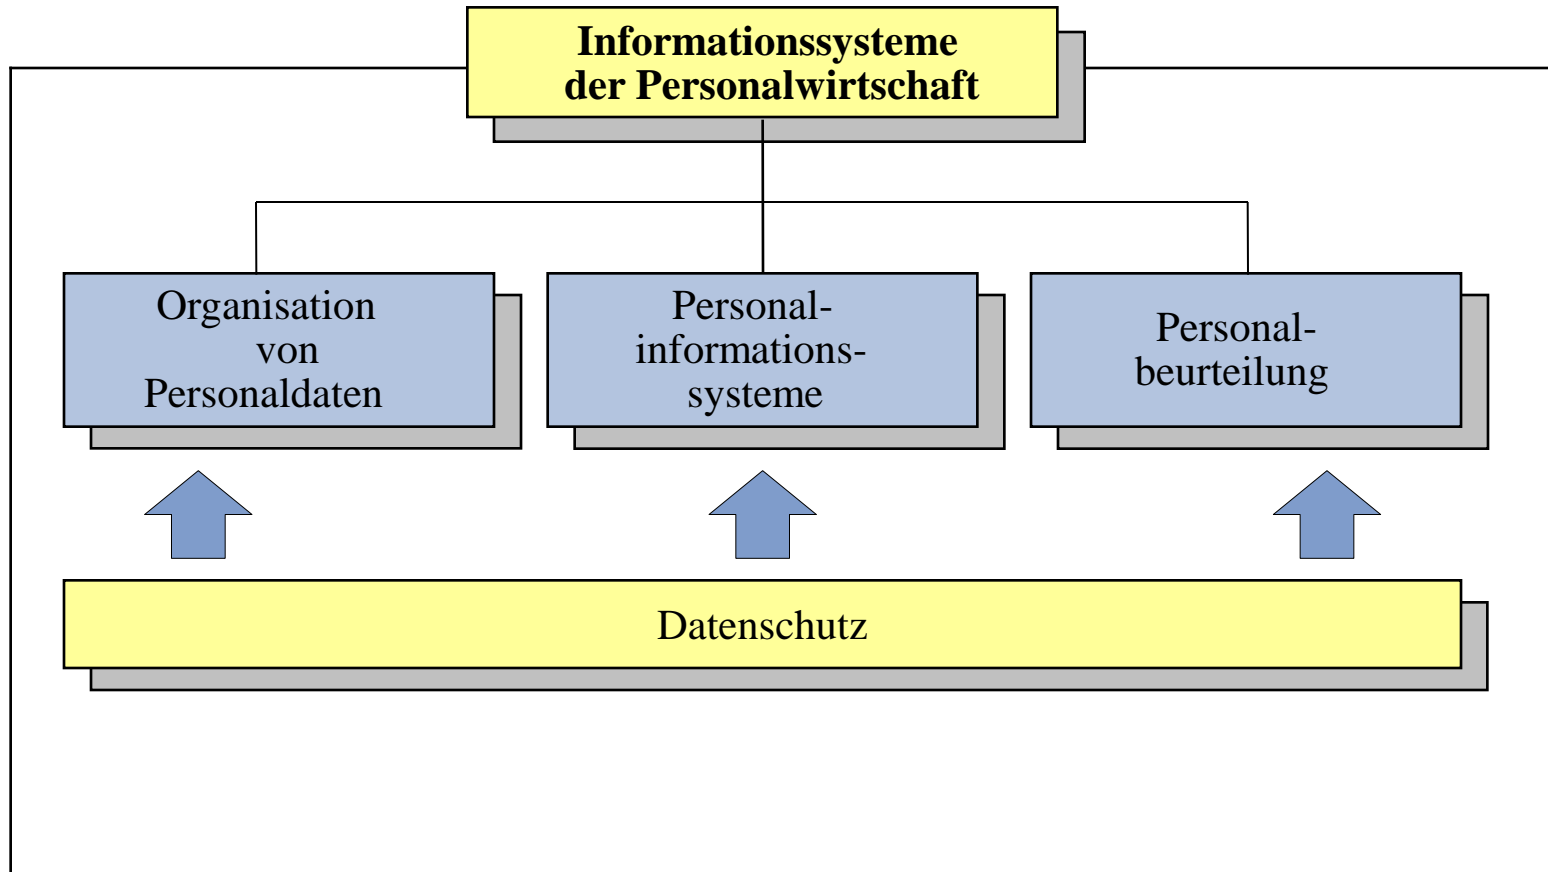 Informationssysteme
der Personalwirtschaft
Organisation
von
Personaldaten
Personal-
informations-
systeme
Personal-
beurteilung
Datenschutz